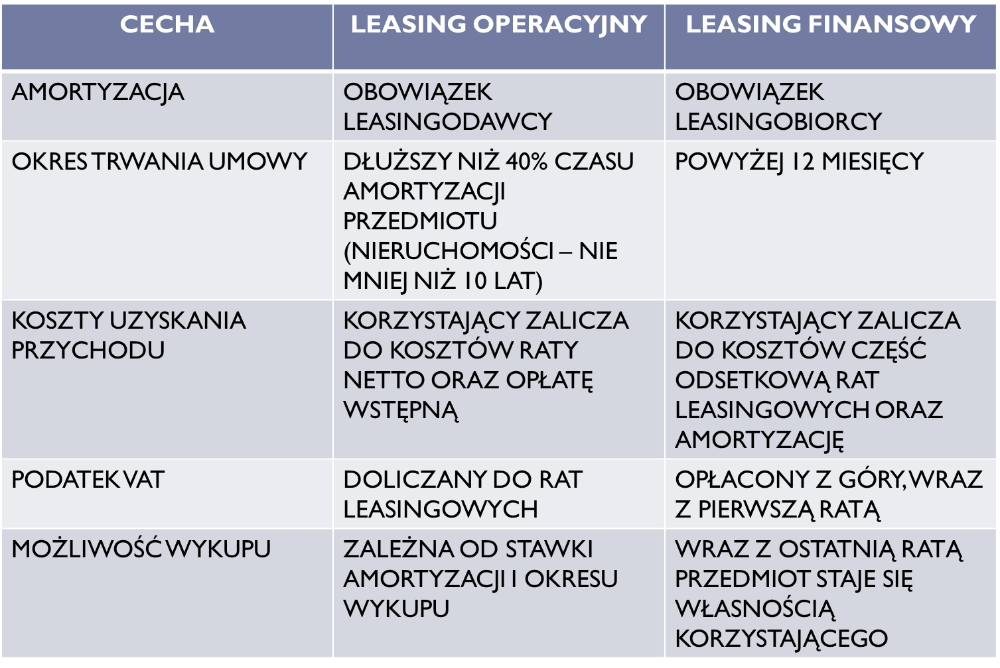 CECHA
LEASING OPERACYJNY
LEASING FINANSOWY
AMORTYZACJA
OBOWIĄZEK
LEASINGODAWCY
OBOWIĄZEK
LEASINGOBIORCY
OKRES TRWANIA UMOWY
DŁUŻSZY NIŻ 40% CZASU
AMORTYZACJI
PRZEDMIOTU
(NIERUCHOMOŚCI – NIE
MNIEJ NIŻ 10 LAT)
POWYŻEJ 12 MIESIĘCY
KOSZTY UZYSKANIA
PRZYCHODU
KORZYSTAJĄCY ZALICZA
DO KOSZTÓW RATY
NETTO ORAZ OPŁATĘ
WSTĘPNĄ
KORZYSTAJĄCY ZALICZA
DO KOSZTÓW CZĘŚĆ
ODSETKOWĄ RAT
LEASINGOWYCH ORAZ
AMORTYZACJĘ
PODATEK VAT
DOLICZANY DO RAT
LEASINGOWYCH
OPŁACONY Z GÓRY, WRAZ
Z PIERWSZĄ RATĄ
MOŻLIWOŚĆ WYKUPU
ZALEŻNA OD STAWKI
AMORTYZACJI I OKRESU
WYKUPU
WRAZ Z OSTATNIĄ RATĄ
PRZEDMIOT STAJE SIĘ
WŁASNOŚCIĄ
KORZYSTAJĄCEGO